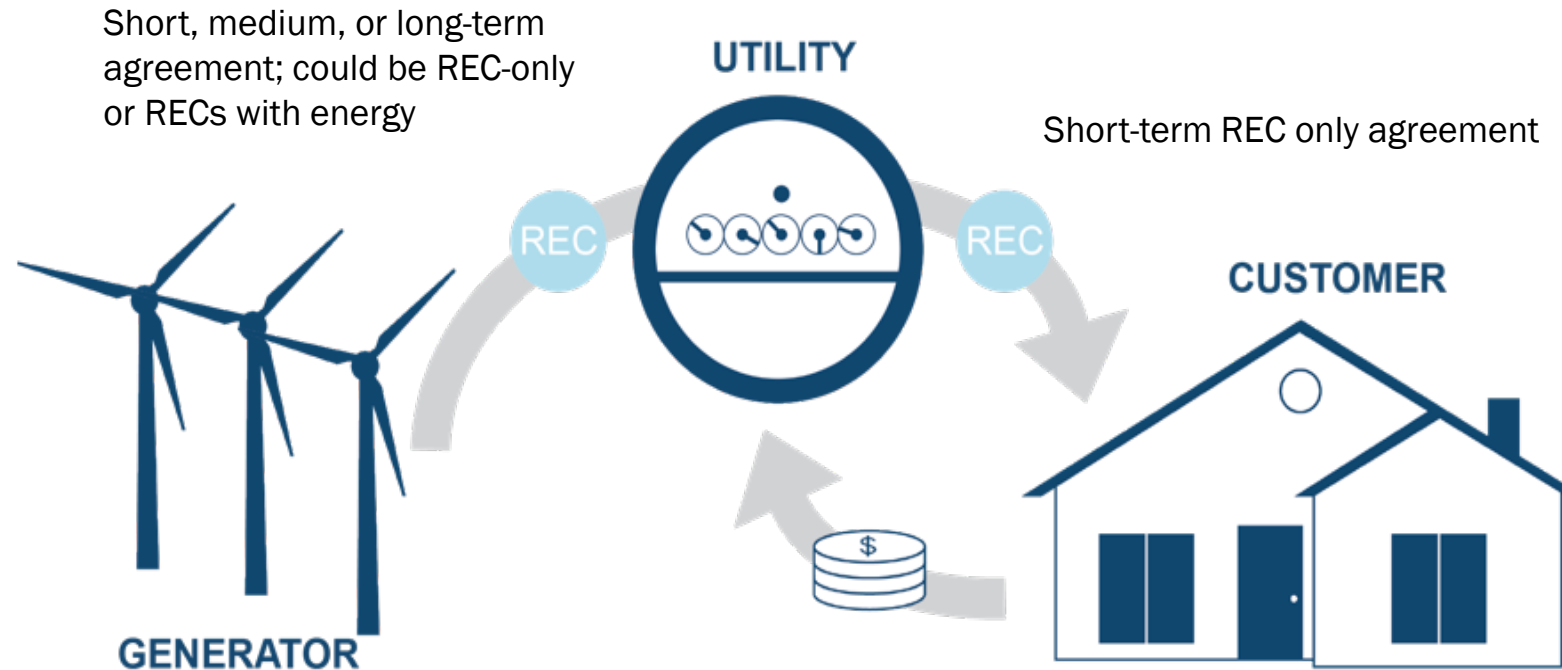 Short, medium, or long-term
agreement; could be REC-only
or RECs with energy
UTILITY
Short-term REC only agreement
REC
REC
CUSTOMER
$
GENERATOR